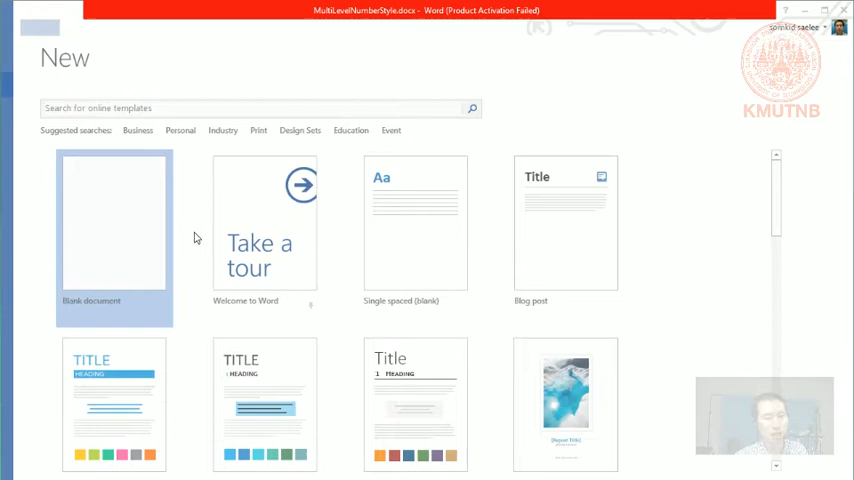 MultiLevelNumberStyle.docx - Word (Product Activation Failed)
?
somkid saelee
New
KMUTNB
Search for online templates
Suggested searches: Business Personal Industry Print Design Sets Education Event
Take a
tour
Aa
Title
Blank document
Welcome to Word
Single spaced (blank)
Blog post
TITLE
HEADING
TITLE
HEADING
Title
1 HEADING
[Report Title]